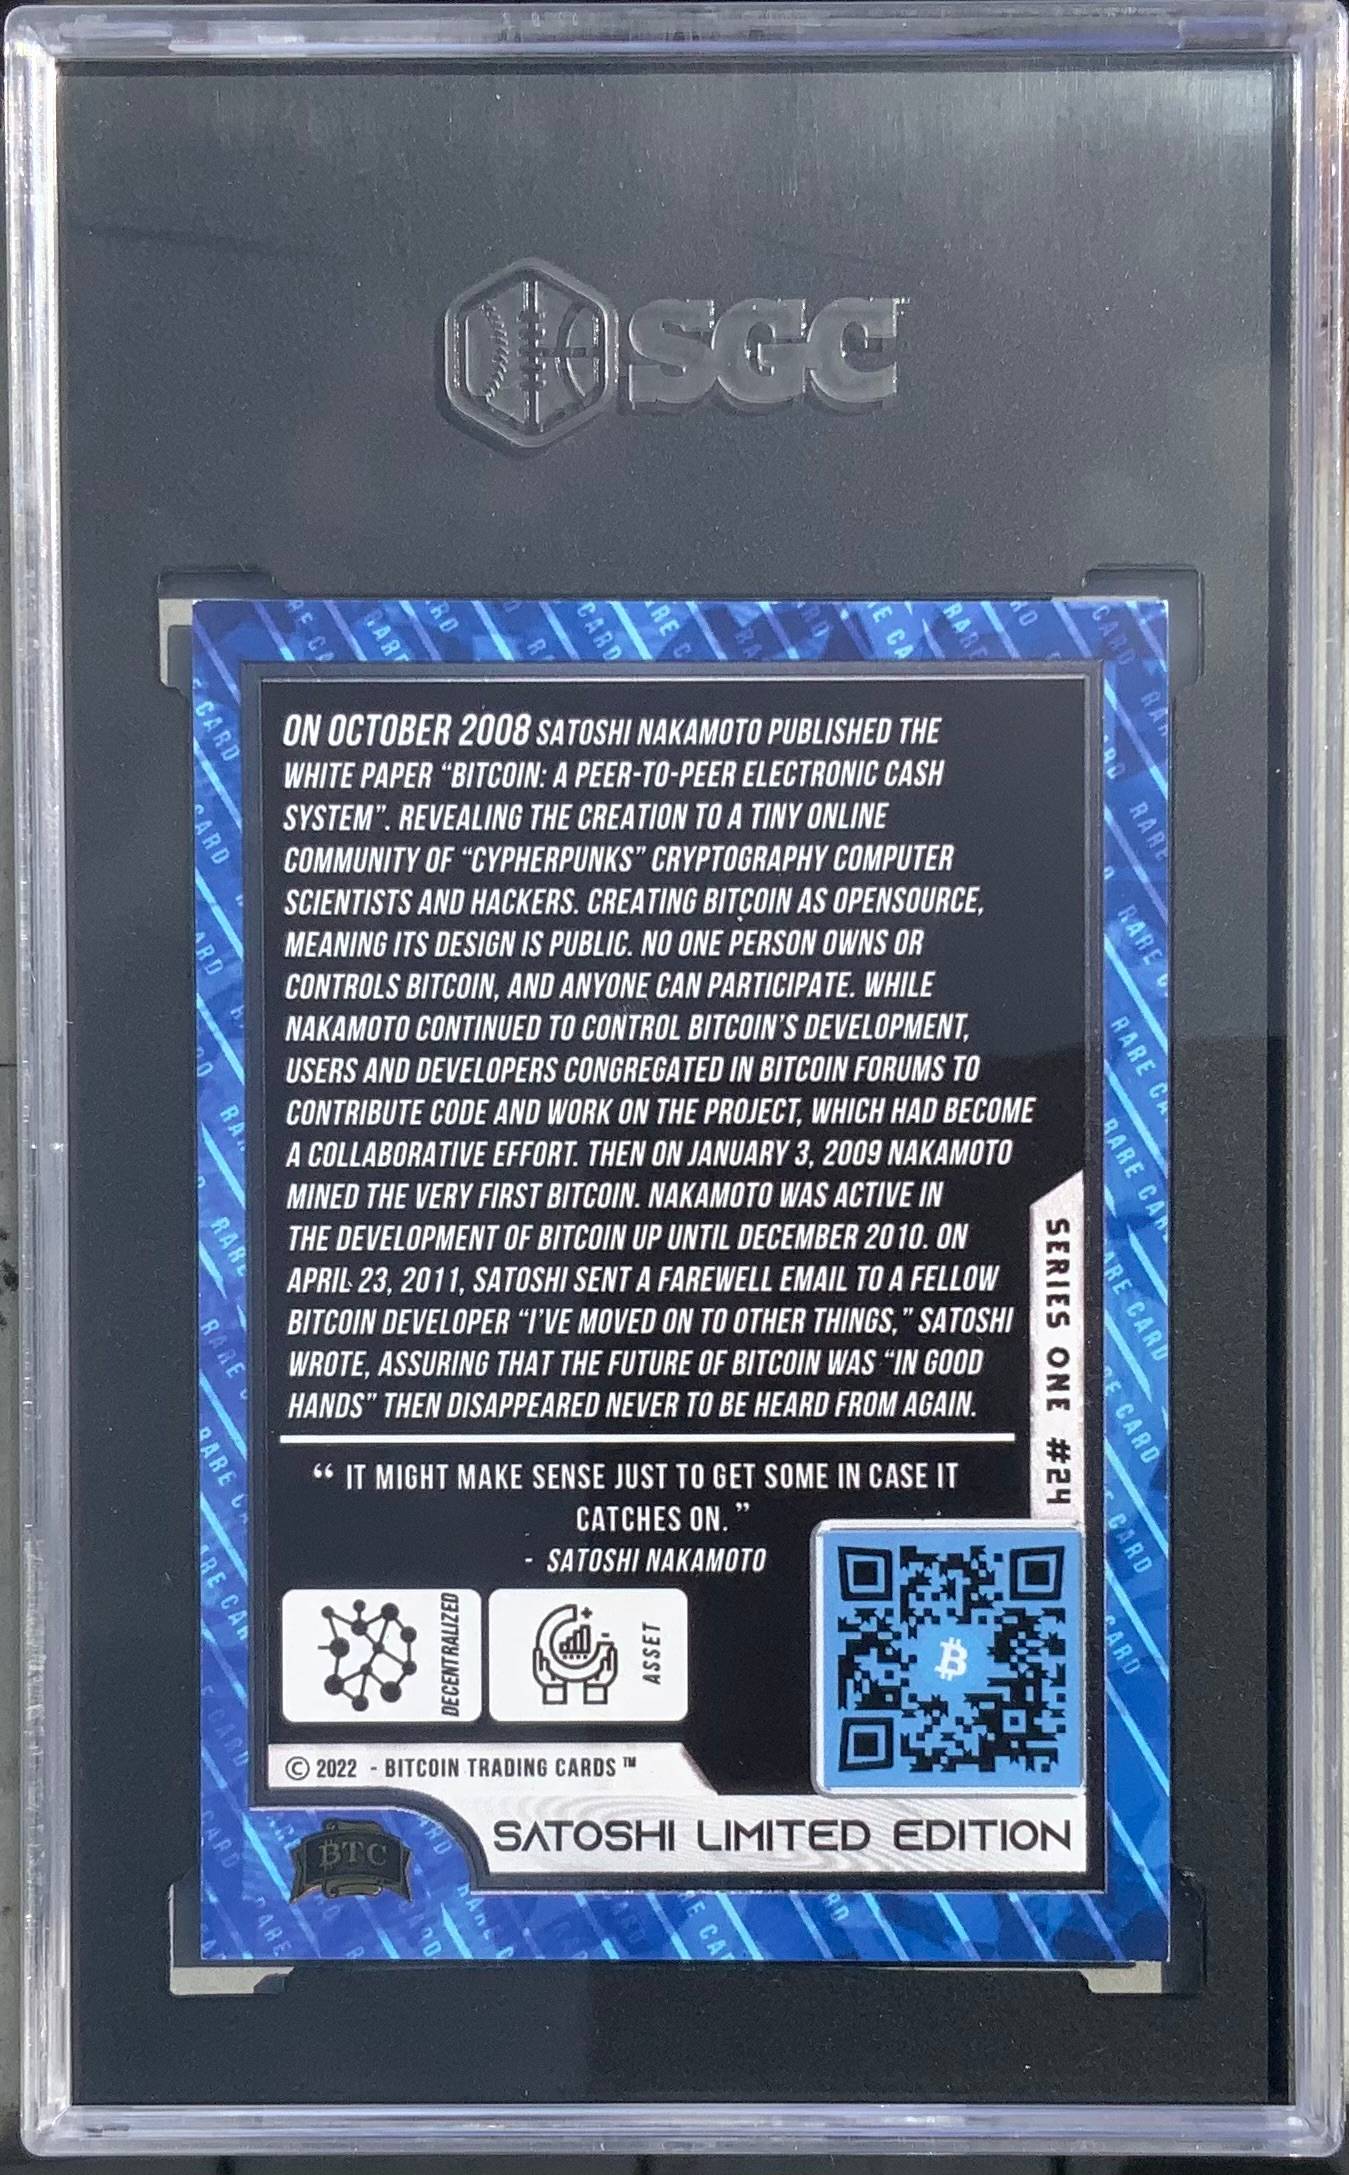 SGC
ON OCTOBER 2008 SATOSHI NAKAMOTO PUBLISHED THE
WHITE PAPER “BITCOIN: A PEER-TO-PEER ELECTRONIC CASH
SYSTEM”. REVEALING THE CREATION TO A TINY ONLINE
COMMUNITY OF “CYPHERPUNKS” CRYPTOGRAPHY COMPUTER
SCIENTISTS AND HACKERS. CREATING BITCOIN AS OPENSOURCE,
MEANING ITS DESIGN IS PUBLIC. NO ONE PERSON OWNS OR
CONTROLS BITCOIN, AND ANYONE CAN PARTICIPATE. WHILE
NAKAMOTO CONTINUED TO CONTROL BITCOIN’S DEVELOPMENT,
USERS AND DEVELOPERS CONGREGATED IN BITCOIN FORUMS TO
CONTRIBUTE CODE AND WORK ON THE PROJECT, WHICH HAD BECOME
A COLLABORATIVE EFFORT. THEN ON JANUARY 3, 2009 NAKAMOTO
MINED THE VERY FIRST BITCOIN. NAKAMOTO WAS ACTIVE IN
THE DEVELOPMENT OF BITCOIN UP UNTIL DECEMBER 2010. ON
APRIL 23, 2011, SATOSHI SENT A FAREWELL EMAIL TO A FELLOW
BITCOIN DEVELOPER “I’VE MOVED ON TO OTHER THINGS,” SATOSHI
WROTE, ASSURING THAT THE FUTURE OF BITCOIN WAS “IN GOOD
HANDS” THEN DISAPPEARED NEVER TO BE HEARD FROM AGAIN.
SERIES ONE #24
“ IT MIGHT MAKE SENSE JUST TO GET SOME IN CASE IT
CATCHES ON. ”
- SATOSHI NAKAMOTO
DECENTRALIZED
ASSET
© 2022 - BITCOIN TRADING CARDS ™
BTC
SATOSHI LIMITED EDITION
RARE CARD